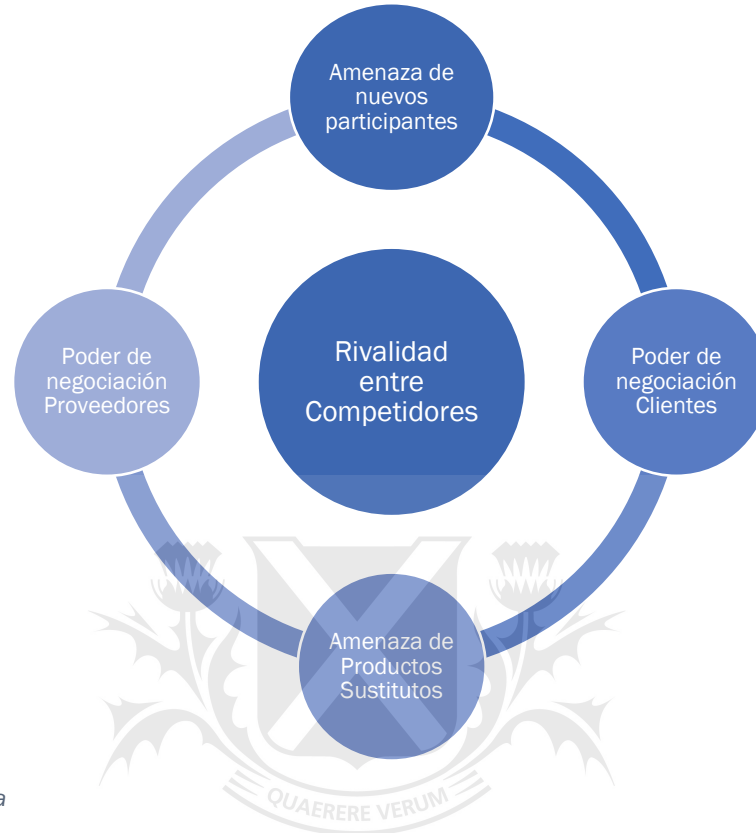 Amenaza de
nuevos
participantes
Poder de
negociación
Proveedores
Rivalidad
entre
Competidores
Poder de
negociación
Clientes
Amenaza de
Productos
Sustitutos
a
QUAERERE VERUM